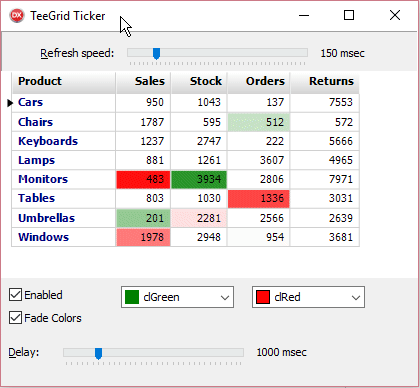 DX TeeGrid Ticker
Refresh speed: 150 msec
Product Sales Stock Orders Returns
Cars 950 1043 137 7553
Chairs 1787 595 512 572
Keyboards 1237 2747 222 5666
Lamps 881 1261 3607 4965
Monitors 483 3934 2806 7971
Tables 803 1030 1336 3031
Umbrellas 201 2281 2566 2639
Windows 1978 2948 954 3681
Enabled clGreen clRed
Fade Colors
Delay: 1000 msec